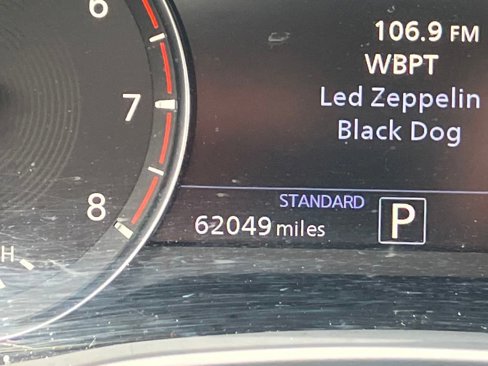 6
7
8
H
106.9 FM
WBPT
Led Zeppelin
Black Dog
STANDARD
62049 miles
P